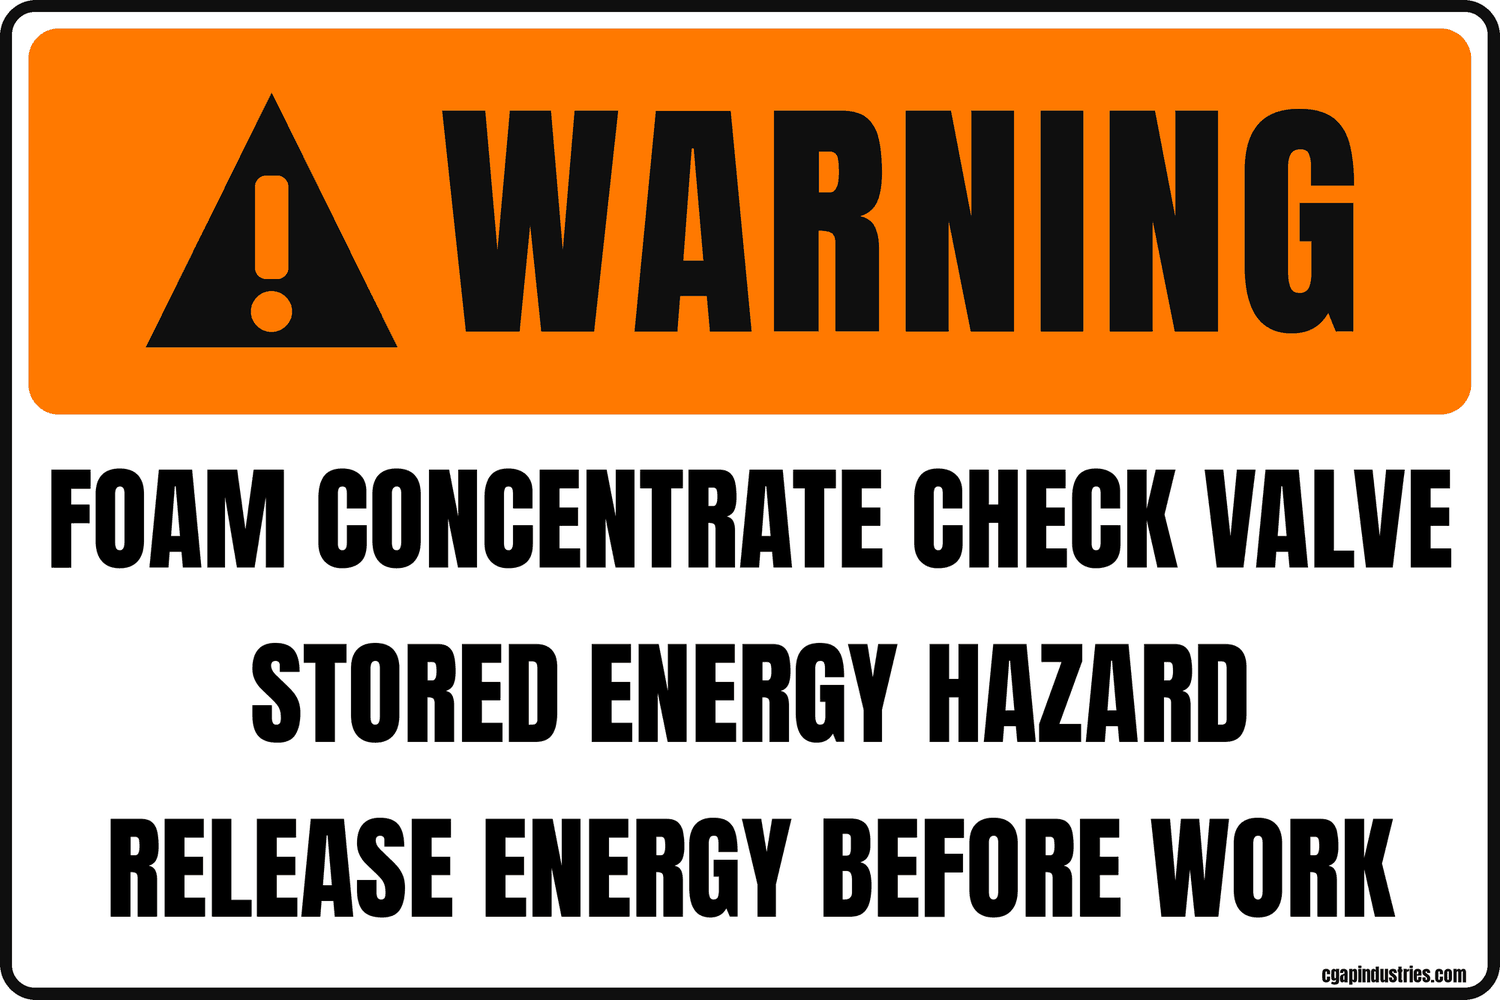 WARNING
FOAM CONCENTRATE CHECK VALVE
STORED ENERGY HAZARD
RELEASE ENERGY BEFORE WORK
cgapindustries.com